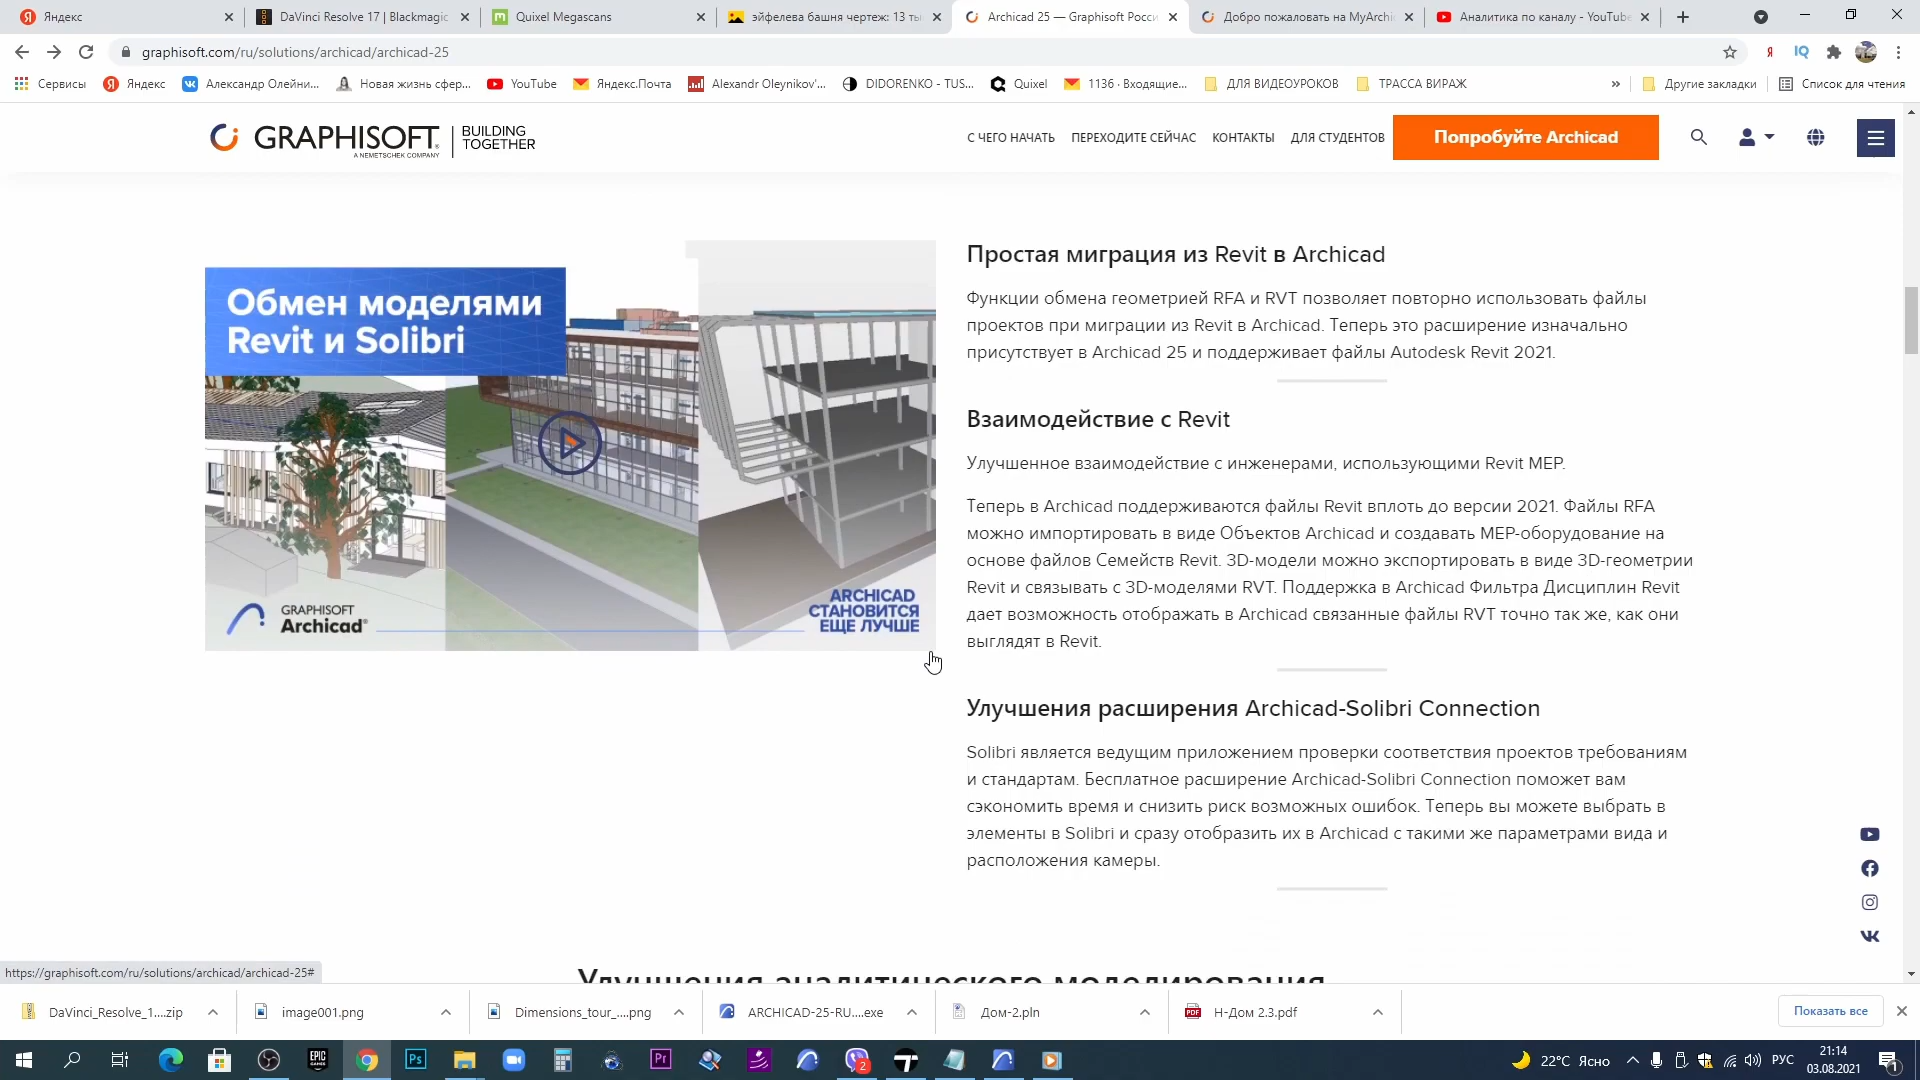 Яндекс
DaVinci Resolve 17 | Blackmagic
Quixel Megascans
эйфелева башня чертеж: 13 ты
Archicad 25 — Graphisoft Росси
Добро пожаловать на MyArchi
Аналитика по каналу - YouTube
graphisoft.com/ru/solutions/archicad/archicad-25
Сервисы
Яндекс
Александр Олейни...
Новая жизнь сфер...
YouTube
Яндекс.Почта
Alexandr Oleynikov'...
DIDORENKO - TUS...
Quixel
1136 · Входящие...
ДЛЯ ВИДЕОУРОКОВ
ТРАССА ВИРАЖ
»
Другие закладки
Список для чтения
GRAPHISOFT.
A NEMETSCHEK COMPANY
BUILDING
TOGETHER
С ЧЕГО НАЧАТЬ
ПЕРЕХОДИТЕ СЕЙЧАС
КОНТАКТЫ
ДЛЯ СТУДЕНТОВ
Попробуйте Archicad
Обмен моделями
Revit и Solibri
GRAPHISOFT
Archicad®
ARCHICAD
СТАНОВИТСЯ
ЕЩЕ ЛУЧШЕ
Простая миграция из Revit в Archicad
Функции обмена геометрией RFA и RVT позволяет повторно использовать файлы
проектов при миграции из Revit в Archicad. Теперь это расширение изначально
присутствует в Archicad 25 и поддерживает файлы Autodesk Revit 2021.
Взаимодействие с Revit
Улучшенное взаимодействие с инженерами, использующими Revit MEP.
Теперь в Archicad поддерживаются файлы Revit вплоть до версии 2021. Файлы RFA
можно импортировать в виде Объектов Archicad и создавать MEP-оборудование на
основе файлов Семейств Revit. 3D-модели можно экспортировать в виде 3D-геометрии
Revit и связывать с 3D-моделями RVT. Поддержка в Archicad Фильтра Дисциплин Revit
дает возможность отображать в Archicad связанные файлы RVT точно так же, как они
выглядят в Revit.
Улучшения расширения Archicad-Solibri Connection
Solibri является ведущим приложением проверки соответствия проектов требованиям
и стандартам. Бесплатное расширение Archicad-Solibri Connection поможет вам
сэкономить время и снизить риск возможных ошибок. Теперь вы можете выбрать в
элементы в Solibri и сразу отобразить их в Archicad с такими же параметрами вида и
расположения камеры.
Улучшения аналитического моделирования
https://graphisoft.com/ru/solutions/archicad/archicad-25#
DaVinci_Resolve_1....zip
image001.png
Dimensions_tour_....png
ARCHICAD-25-RU....exe
Дом-2.pln
Н-Дом 2.3.pdf
Показать все
EPIC
Ps
Pr
2
22°C Ясно
РУС
21:14
03.08.2021
1